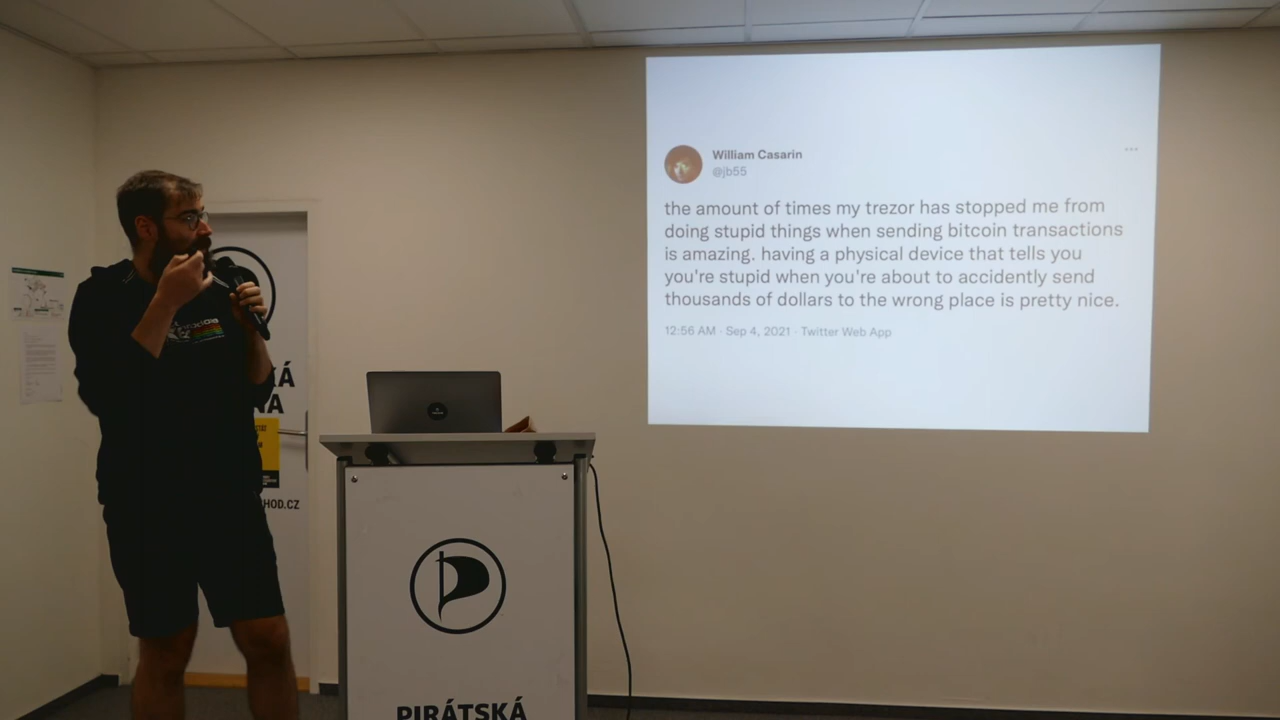 William Casarin
@jb55
the amount of times my trezor has stopped me from
doing stupid things when sending bitcoin transactions
is amazing. having a physical device that tells you
you're stupid when you're about to accidently send
thousands of dollars to the wrong place is pretty nice.
12:56 AM · Sep 4, 2021 · Twitter Web App
HOD.CZ
PIRÁTSKÁ